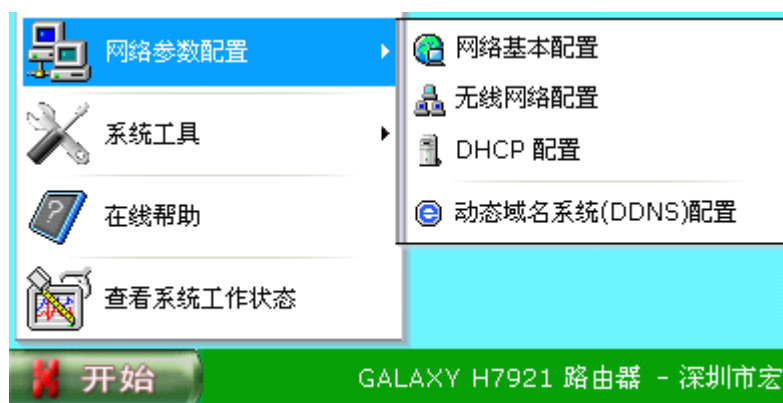 网络参数配置
系统工具
在线帮助
查看系统工作状态
网络基本配置
无线网络配置
DHCP 配置
动态域名系统(DDNS)配置
开始
GALAXY H7921 路由器 - 深圳市宏